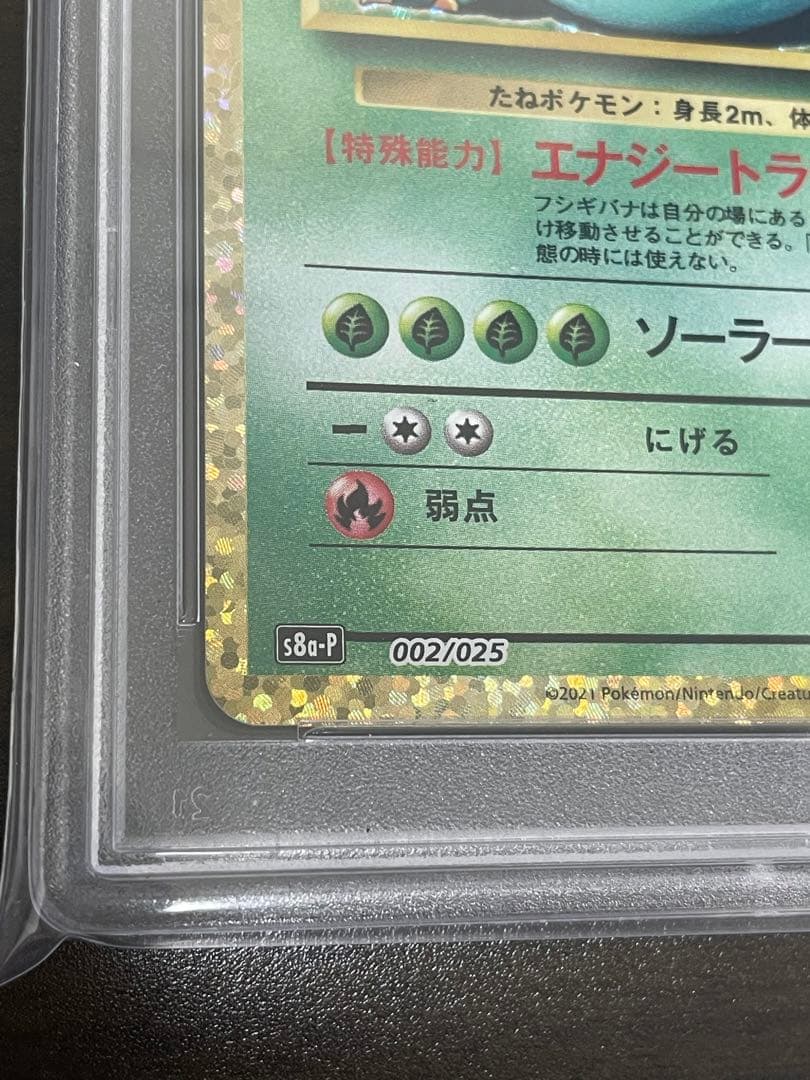 たねポケモン：身長2m、体
【特殊能力】 エナジートラ
フシギバナは自分の場にある
け移動させることができる。
態の時には使えない。
ソーラー
ー にげる
弱点
s8a-P 002/025
©2021 Pokémon/Nintendo/Creatu